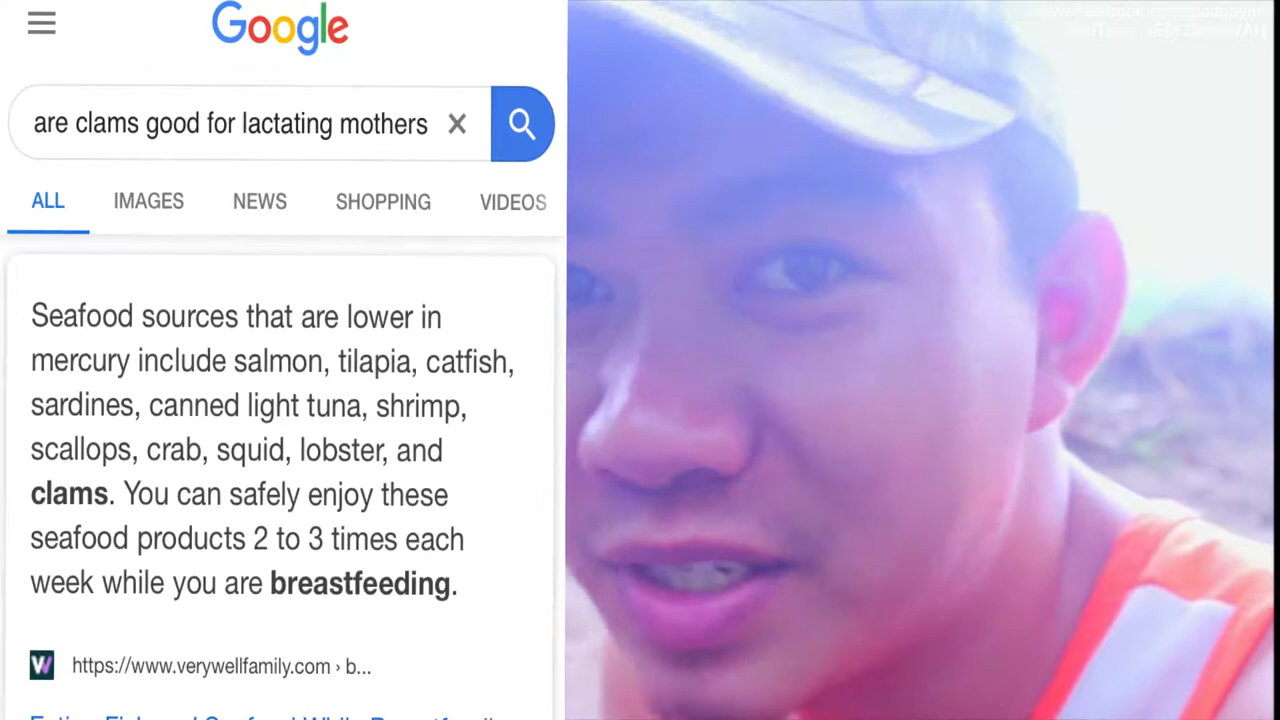 Google
are clams good for lactating mothers
ALL IMAGES NEWS SHOPPING VIDEOS
Seafood sources that are lower in
mercury include salmon, tilapia, catfish,
sardines, canned light tuna, shrimp,
scallops, crab, squid, lobster, and
clams. You can safely enjoy these
seafood products 2 to 3 times each
week while you are breastfeeding.
https://www.verywellfamily.com › b...